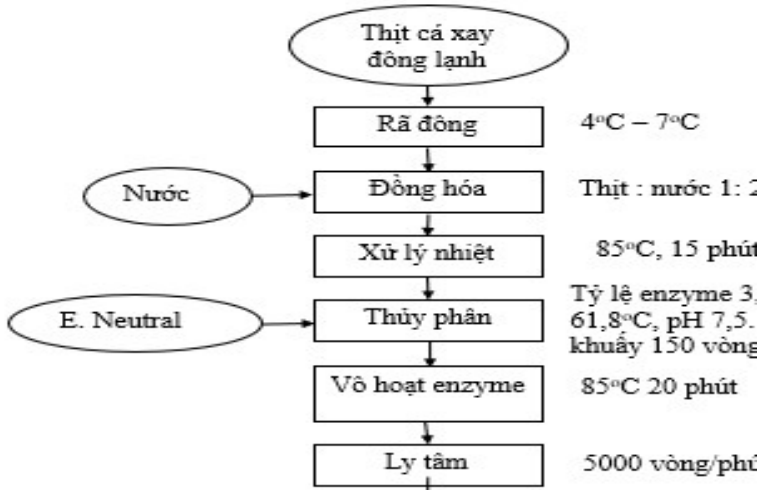 Thịt cá xay
đông lạnh
Rã đông
4°C – 7°C
Nước
Đồng hóa
Thịt : nước 1: 2
Xử lý nhiệt
85°C, 15 phút
E. Neutral
Thủy phân
Tỷ lệ enzyme 3,
61,8°C, pH 7,5.
khuấy 150 vòng
Vô hoạt enzyme
85°C 20 phút
Ly tâm
5000 vòng/phú